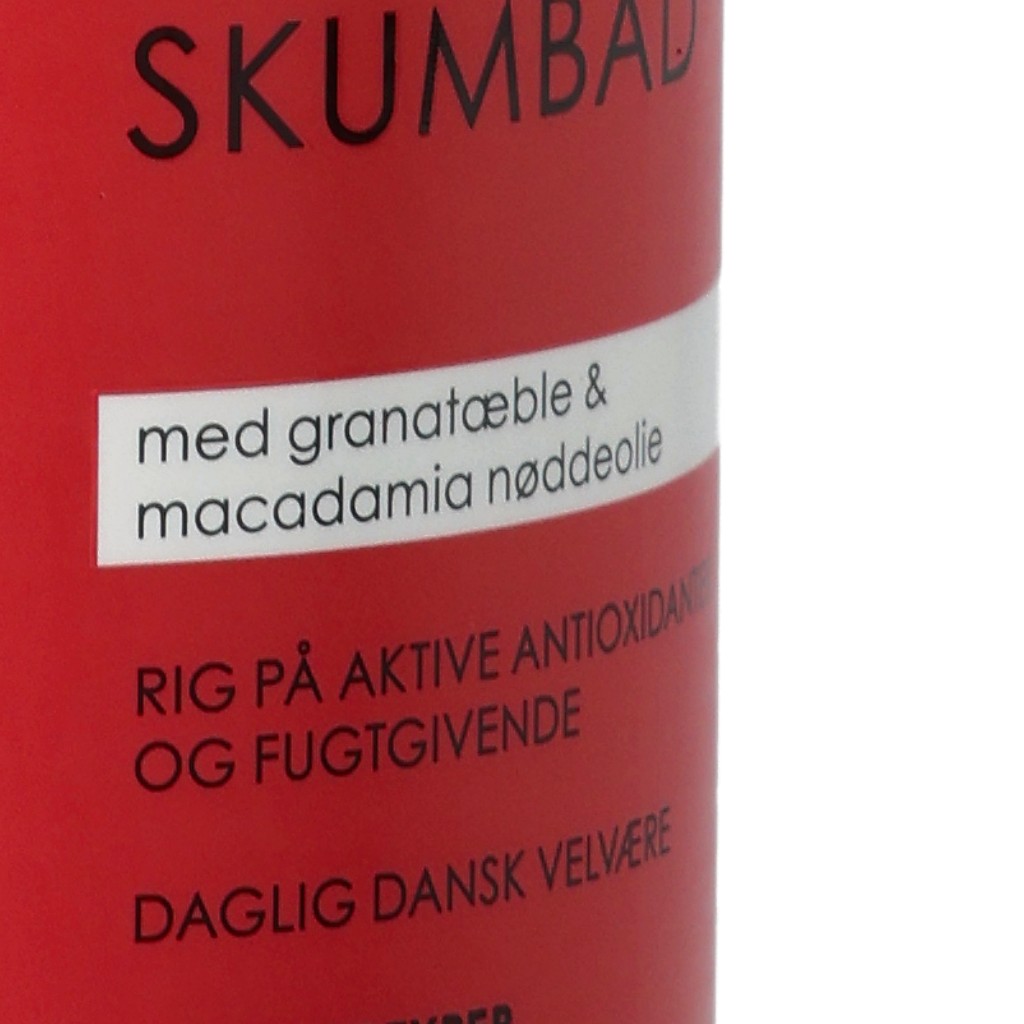 SKUMBAD
med granatæble &
macadamia nøddeolie
RIG PÅ AKTIVE
OG FUGTGIVENDE
DAGLIG DANSK VELVÆRE